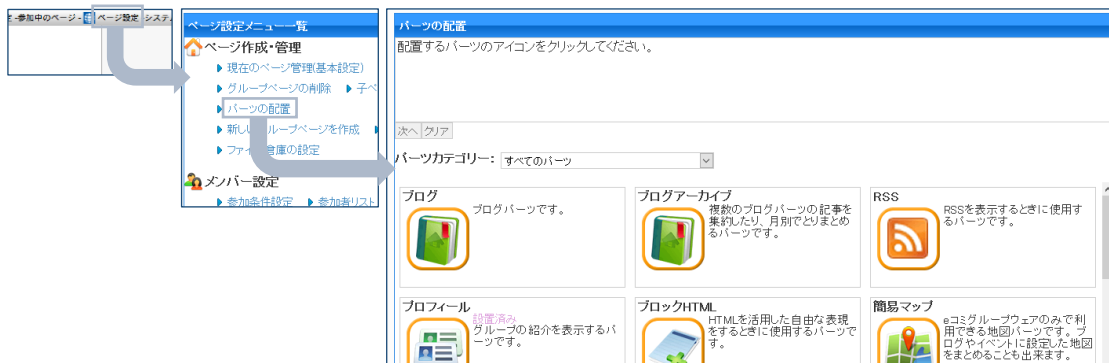 参加中のページ - ページ設定 システ
ページ設定メニュー一覧
ページ作成・管理
現在のページ管理(基本設定)
グループページの削除 子ペ
パーツの配置
新し ループページを作成
ファイ 倉庫の設定
メンバー設定
参加条件設定 参加者リスト
パーツの配置
配置するパーツのアイコンをクリックしてください。
次へ クリア
パーツカテゴリー: すべてのパーツ
ブログ
ブログパーツです。
ブログアーカイブ
複数のブログパーツの記事を
集約したり、月別でとりまとめ
るパーツです。
RSS
RSSを表示するときに使用す
るパーツです。
プロフィール
設置済み
グループの紹介を表示するパ
ーツです。
ブロックHTML
HTMLを活用した自由な表現
をするときに使用するパーツで
す。
簡易マップ
eコミグループウェアのみで利
用できる地図パーツです。ブ
ログやイベントに設定した地図
をまとめることも出来ます。